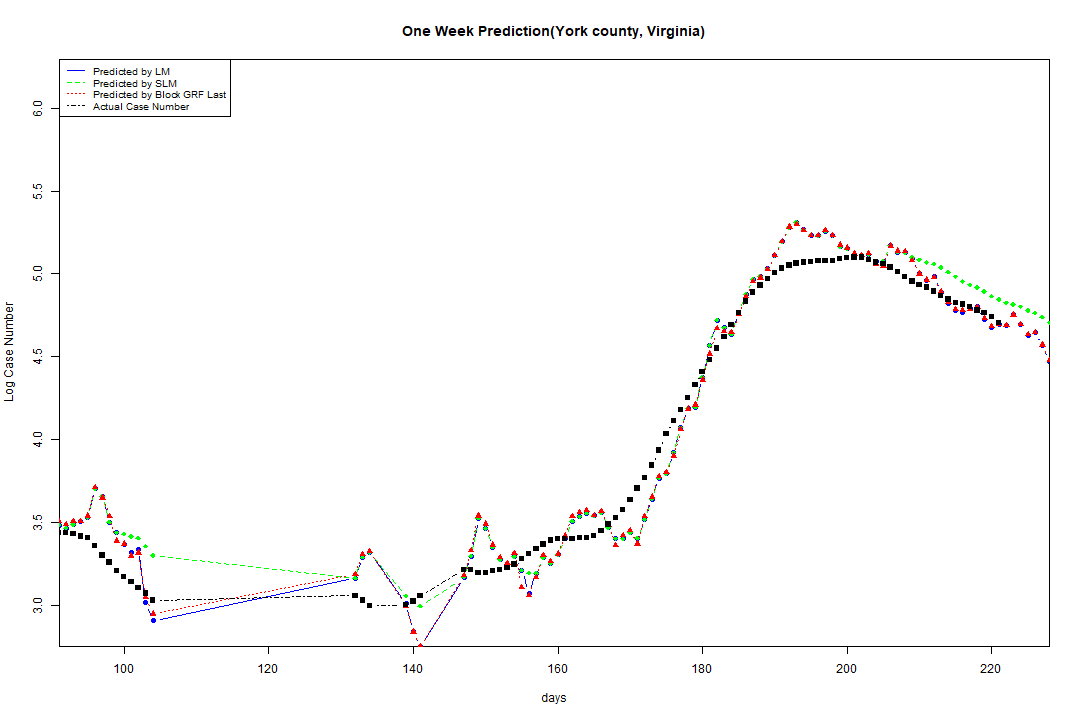 One Week Prediction(York county, Virginia)
Predicted by LM
Predicted by SLM
Predicted by Block GRF Last
Actual Case Number
6.0
5.5
5.0
4.5
4.0
3.5
3.0
Log Case Number
100 120 140 160 180 200 220
days